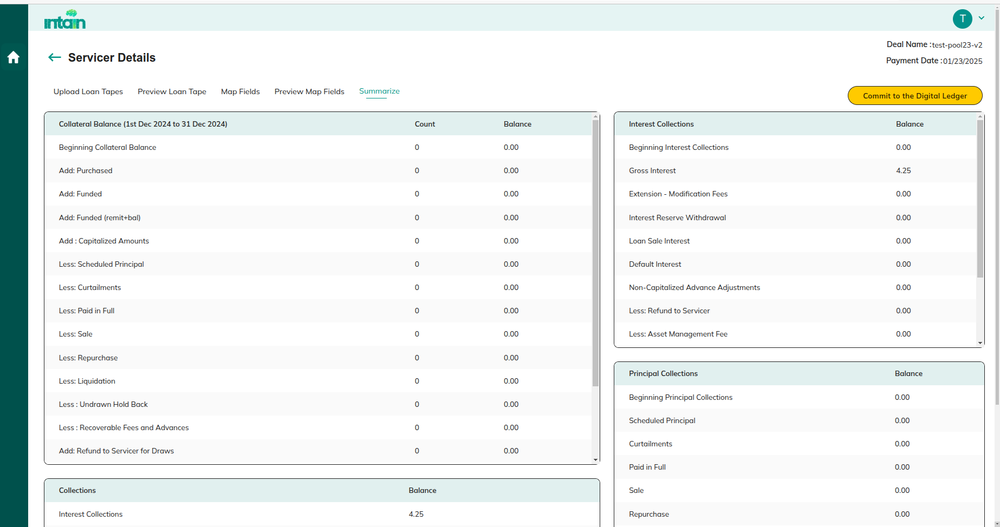 intain
T
Deal Name : test-pool23-v2
Servicer Details
Payment Date : 01/23/2025
Upload Loan Tapes Preview Loan Tape Map Fields Preview Map Fields Summarize
Commit to the Digital Ledger
Collateral Balance (1st Dec 2024 to 31 Dec 2024) Count Balance
Beginning Collateral Balance 0 0.00
Add: Purchased 0 0.00
Add: Funded 0 0.00
Add: Funded (remit+bal) 0 0.00
Add : Capitalized Amounts 0 0.00
Less: Scheduled Principal 0 0.00
Less: Curtailments 0 0.00
Less: Paid in Full 0 0.00
Less: Sale 0 0.00
Less: Repurchase 0 0.00
Less: Liquidation 0 0.00
Less : Undrawn Hold Back 0 0.00
Less : Recoverable Fees and Advances 0 0.00
Add: Refund to Servicer for Draws 0 0.00
Collections Balance
Interest Collections 4.25
Interest Collections Balance
Beginning Interest Collections 0.00
Gross Interest 4.25
Extension - Modification Fees 0.00
Interest Reserve Withdrawal 0.00
Loan Sale Interest 0.00
Default Interest 0.00
Non-Capitalized Advance Adjustments 0.00
Less: Refund to Servicer 0.00
Less: Asset Management Fee 0.00
Principal Collections Balance
Beginning Principal Collections 0.00
Scheduled Principal 0.00
Curtailments 0.00
Paid in Full 0.00
Sale 0.00
Repurchase 0.00